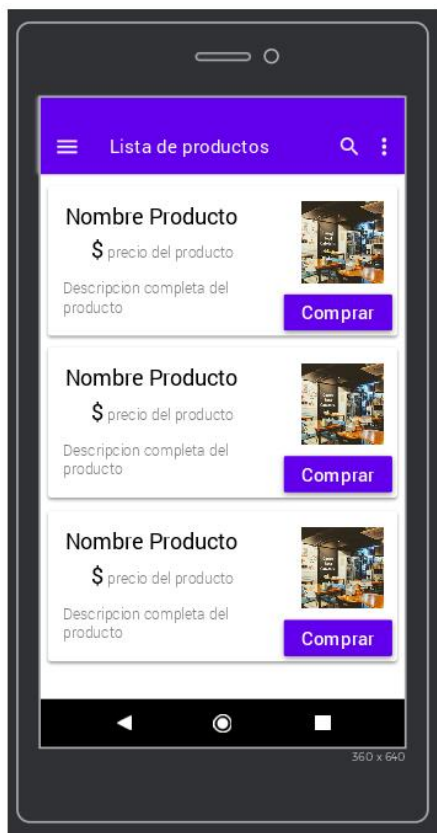 Lista de productos
Nombre Producto
$ precio del producto
Descripcion completa del
producto
Comprar
Nombre Producto
$ precio del producto
Descripcion completa del
producto
Comprar
Nombre Producto
$ precio del producto
Descripcion completa del
producto
Comprar
360 x 640